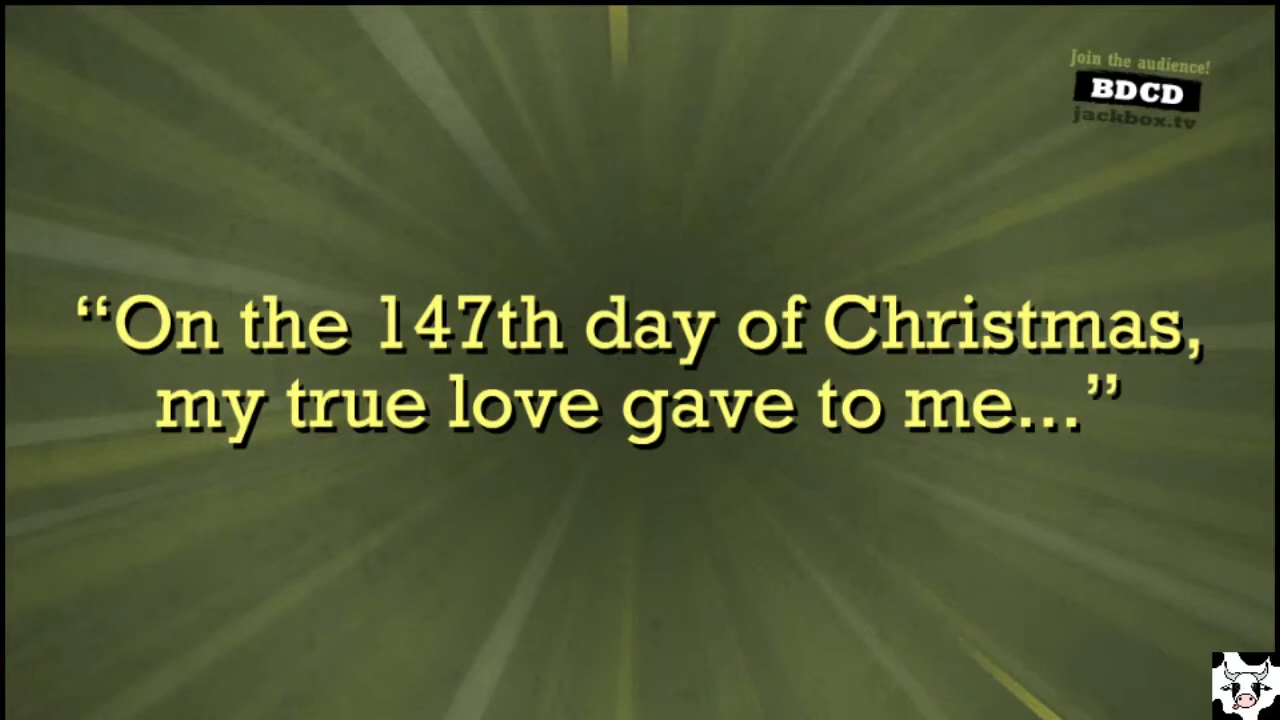 Join the audience!
BDCD
jackbox.tv
“On the 147th day of Christmas,
my true love gave to me...”